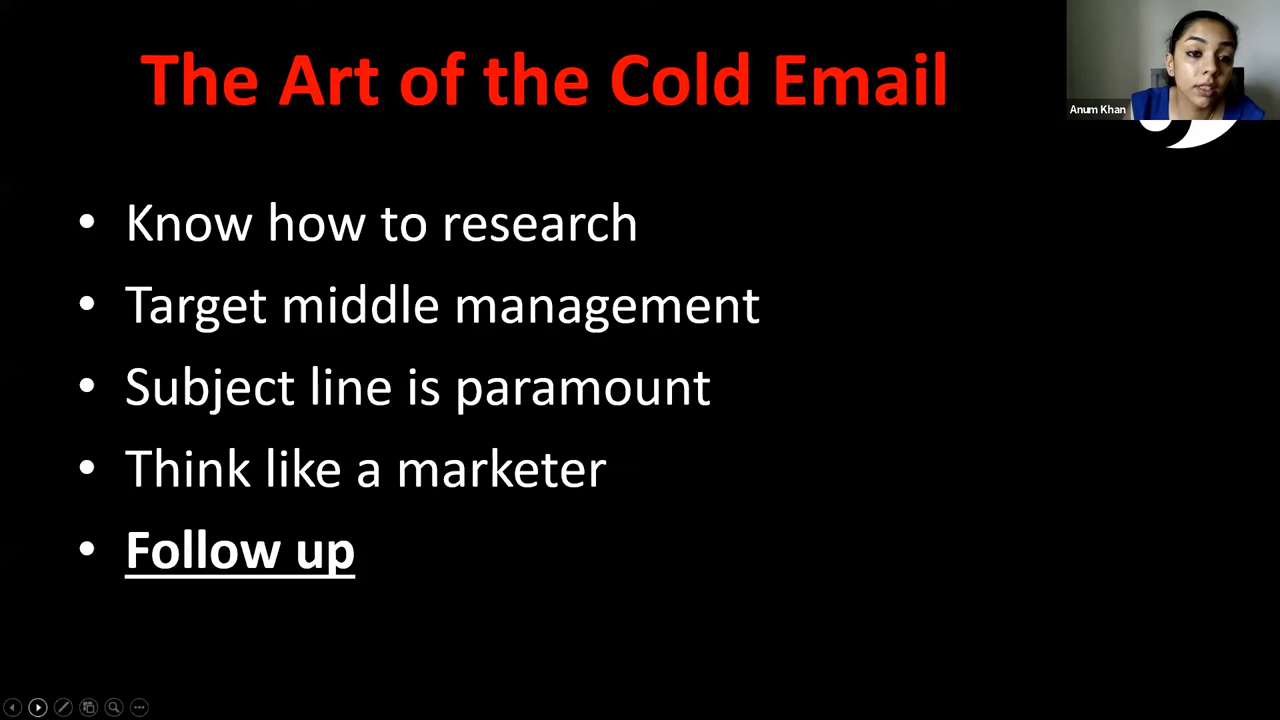 The Art of the Cold Email
Anum Khan
• Know how to research
• Target middle management
• Subject line is paramount
• Think like a marketer
• Follow up